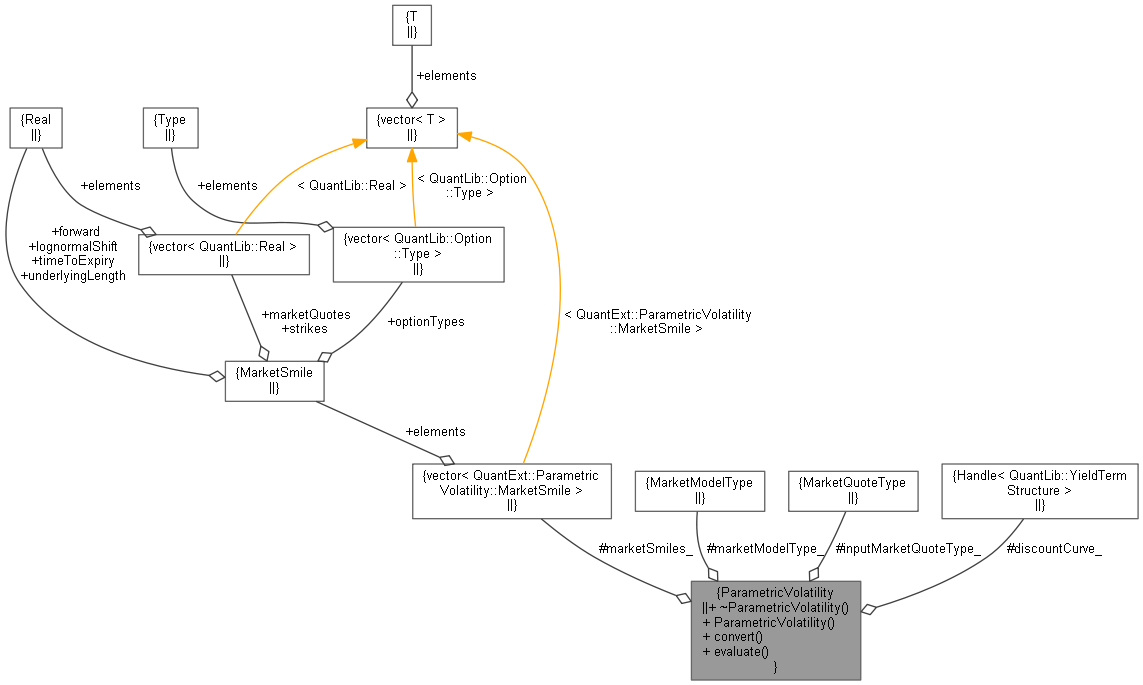 {T
||}
+elements
{Real
||}
{Type
||}
{vector< T >
||}
+elements
+elements
< QuantLib::Real >
< QuantLib::Option
::Type >
+forward
+lognormalShift
+timeToExpiry
+underlyingLength
{vector< QuantLib::Real >
||}
{vector< QuantLib::Option
::Type >
||}
+marketQuotes
+strikes
+optionTypes
< QuantExt::ParametricVolatility
::MarketSmile >
{MarketSmile
||}
+elements
{vector< QuantExt::Parametric
Volatility::MarketSmile >
||}
{MarketModelType
||}
{MarketQuoteType
||}
{Handle< QuantLib::YieldTerm
Structure >
||}
#marketSmiles_
#marketModelType_
#inputMarketQuoteType_
#discountCurve_
{ParametricVolatility
||+ ~ParametricVolatility()
+ ParametricVolatility()
+ convert()
+ evaluate()
}